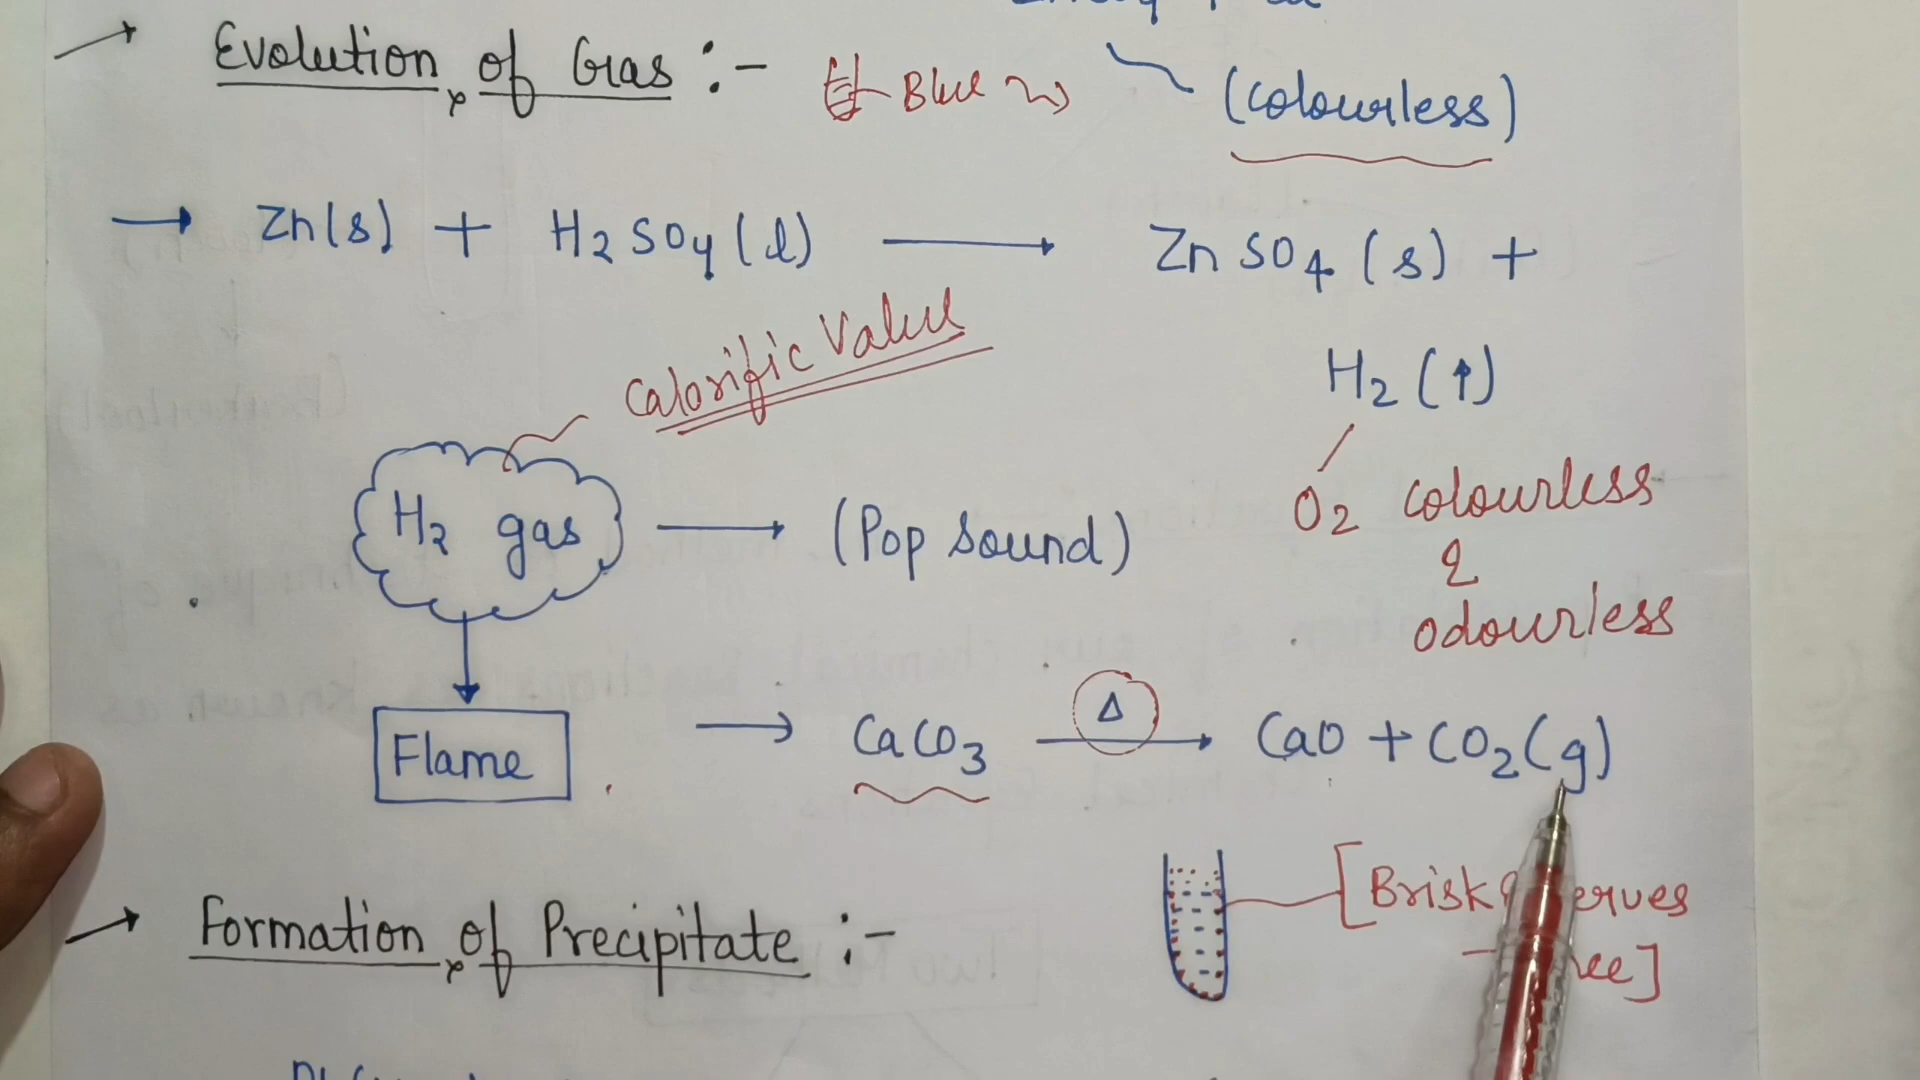 Evolution of Gas :-
Blue
(colourless)
→ Zn(s) + H2SO4(l) → ZnSO4(s) +
H2(↑)
Calorific Value
H2 gas → (Pop sound)
O2 colourless
&
odourless
Flame
→ CaCO3 Δ→ CaO + CO2(g)
[Brisk
→ Formation of Precipitate :-